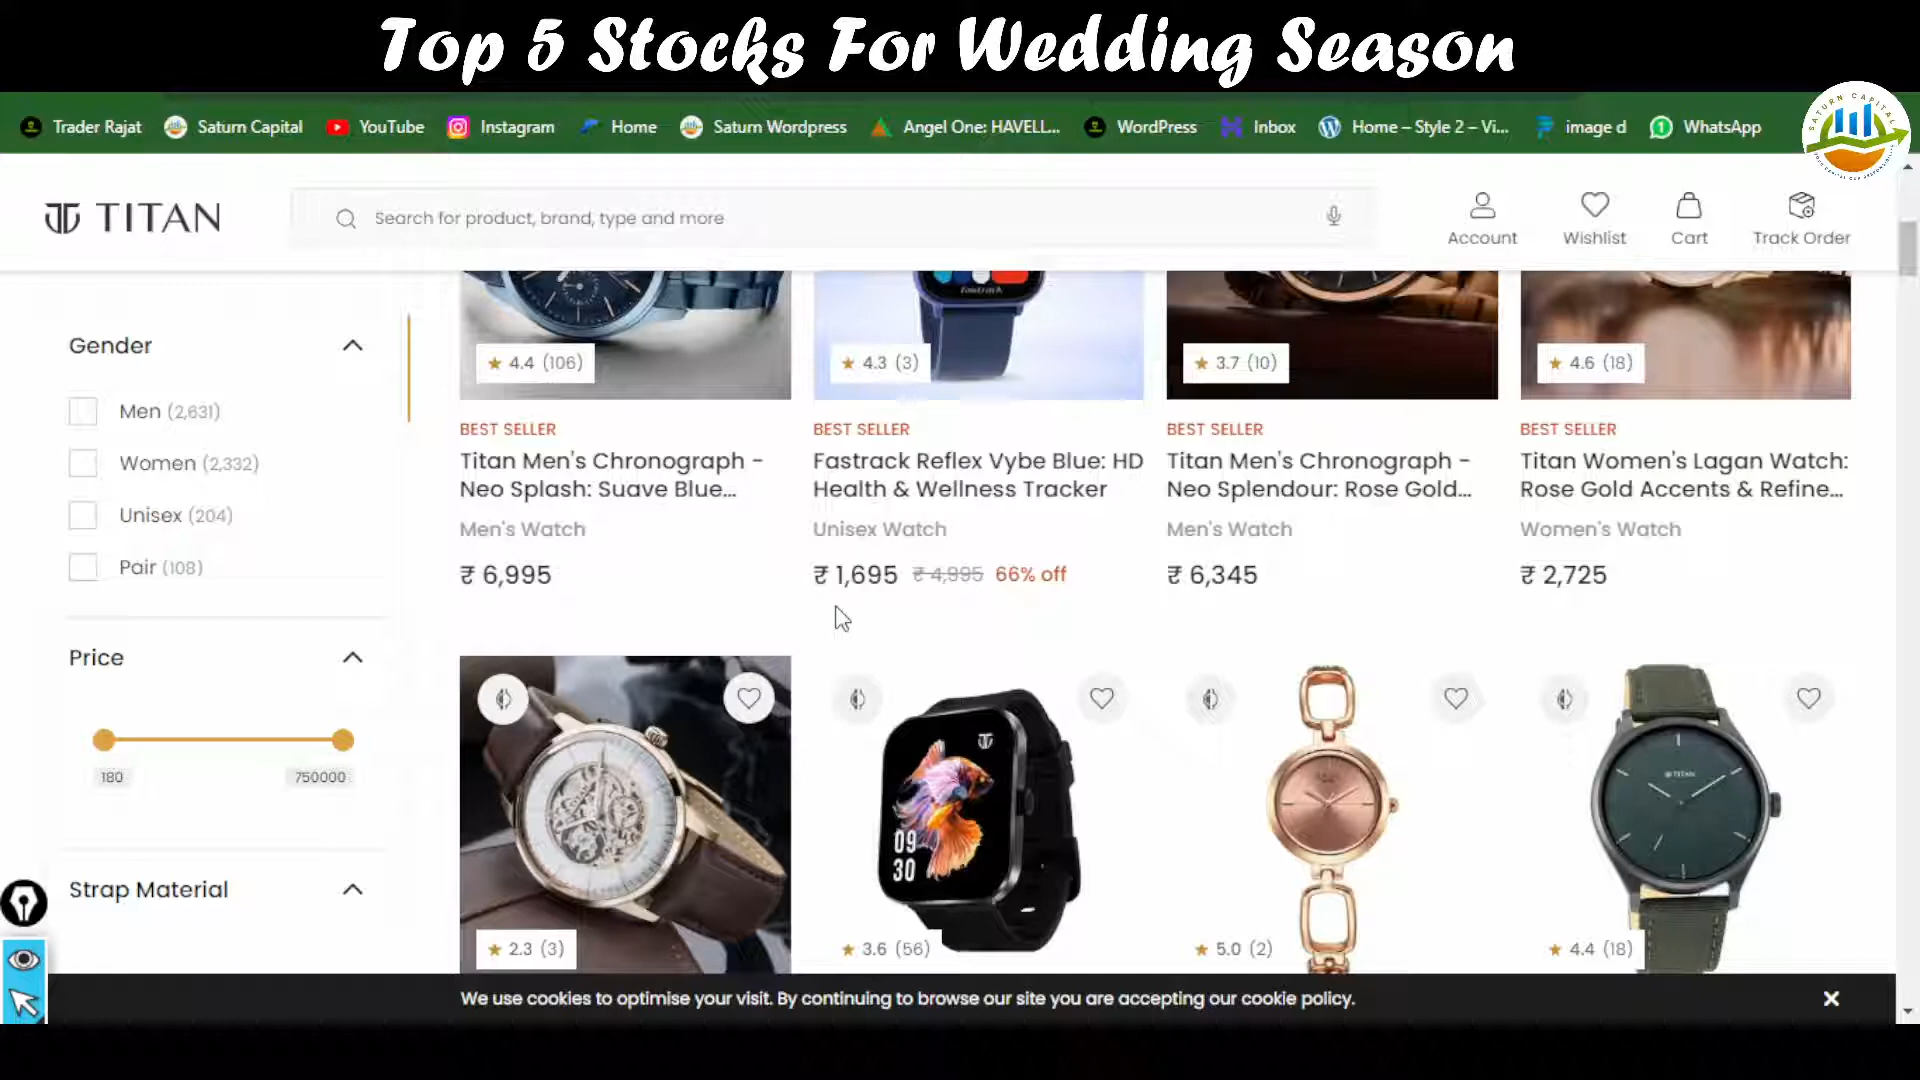 Top 5 Stocks For Wedding Season
Trader Rajat Saturn Capital YouTube Instagram Home Saturn Wordpress Angel One: HAVELL... WordPress Inbox Home – Style 2 – Vi... image d WhatsApp
SATURN CAPITAL
TITAN
Search for product, brand, type and more
Account Wishlist Cart Track Order
Gender
Men (2,631)
Women (2,332)
Unisex (204)
Pair (108)
Price
180 750000
Strap Material
fastrack
4.4 (106) 4.3 (3) 3.7 (10) 4.6 (18)
BEST SELLER BEST SELLER BEST SELLER BEST SELLER
Titan Men's Chronograph - Fastrack Reflex Vybe Blue: HD Titan Men's Chronograph - Titan Women's Lagan Watch:
Neo Splash: Suave Blue... Health & Wellness Tracker Neo Splendour: Rose Gold... Rose Gold Accents & Refine...
Men's Watch Unisex Watch Men's Watch Women's Watch
₹ 6,995 ₹ 1,695 ₹ 4,995 66% off ₹ 6,345 ₹ 2,725
TITAN
09
30
2.3 (3) 3.6 (56) 5.0 (2) 4.4 (18)
We use cookies to optimise your visit. By continuing to browse our site you are accepting our cookie policy.